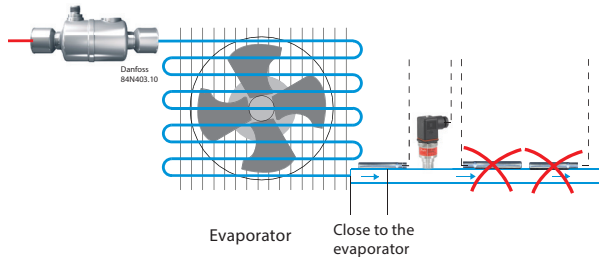 Danfoss
84N403.10
Evaporator
Close to the
evaporator